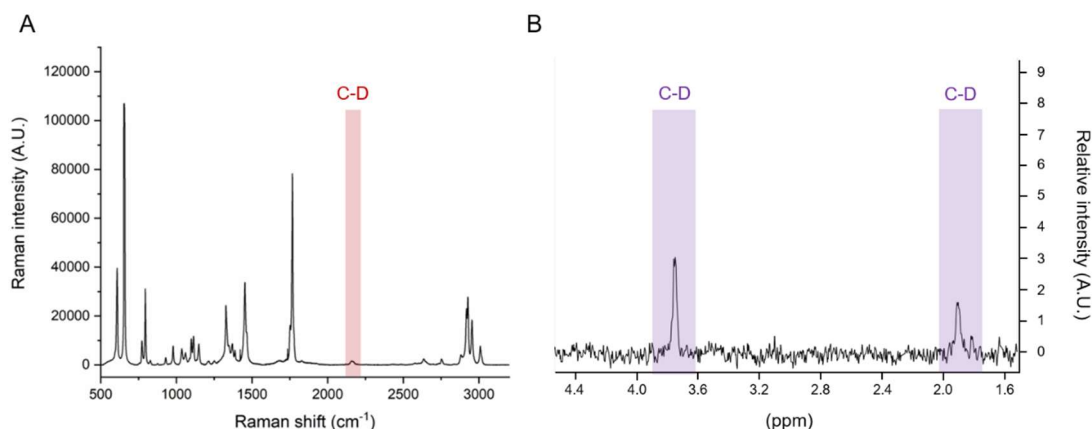 A
Raman intensity (A.U.)
120000
100000
80000
60000
40000
20000
0
C-D
500 1000 1500 2000 2500 3000
Raman shift (cm⁻¹)
B
C-D
C-D
9
8
7
6
5
4
3
2
1
0
Relative intensity (A.U.)
4.4 4.0 3.6 3.2 2.8 2.4 2.0 1.6
(ppm)